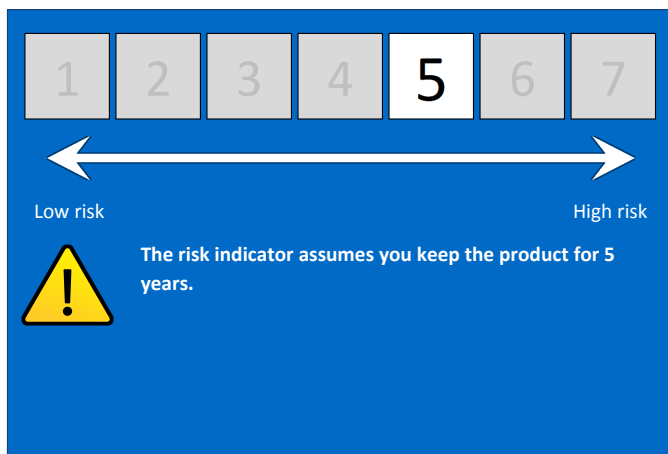 1 2 3 4 5 6 7
Low risk High risk
The risk indicator assumes you keep the product for 5
years.